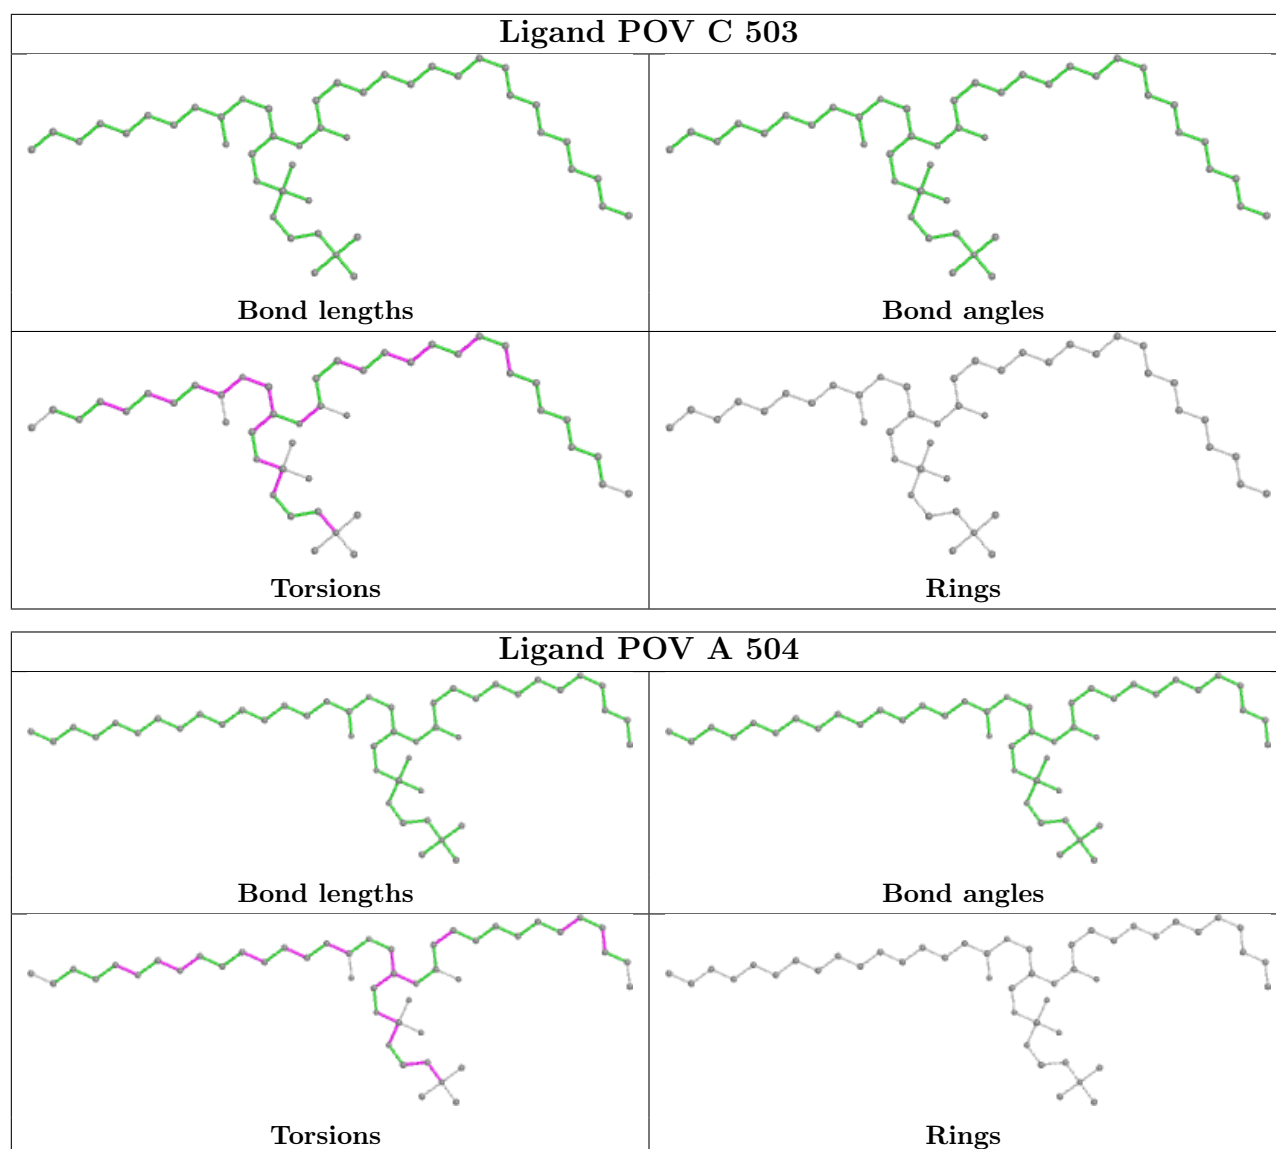 Ligand POV C 503
Bond lengths
Bond angles
Torsions
Rings
Ligand POV A 504
Bond lengths
Bond angles
Torsions
Rings